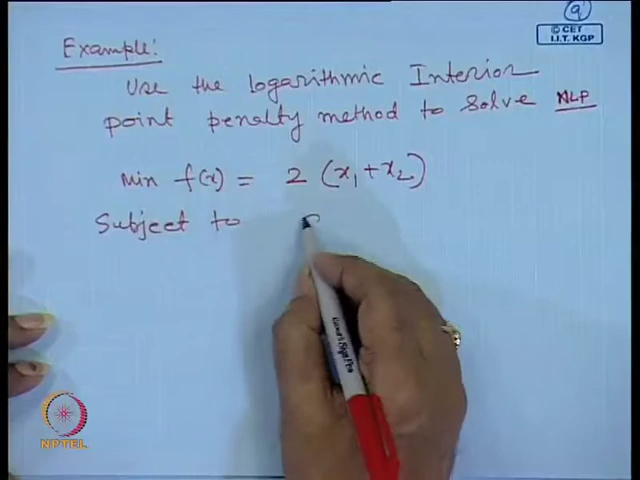 9
© CET
I.I.T. KGP
Example:
Use the logarithmic Interior
point penalty method to solve NLP
Min f(x) = 2 (x₁+x₂)
Subject to
NPTEL